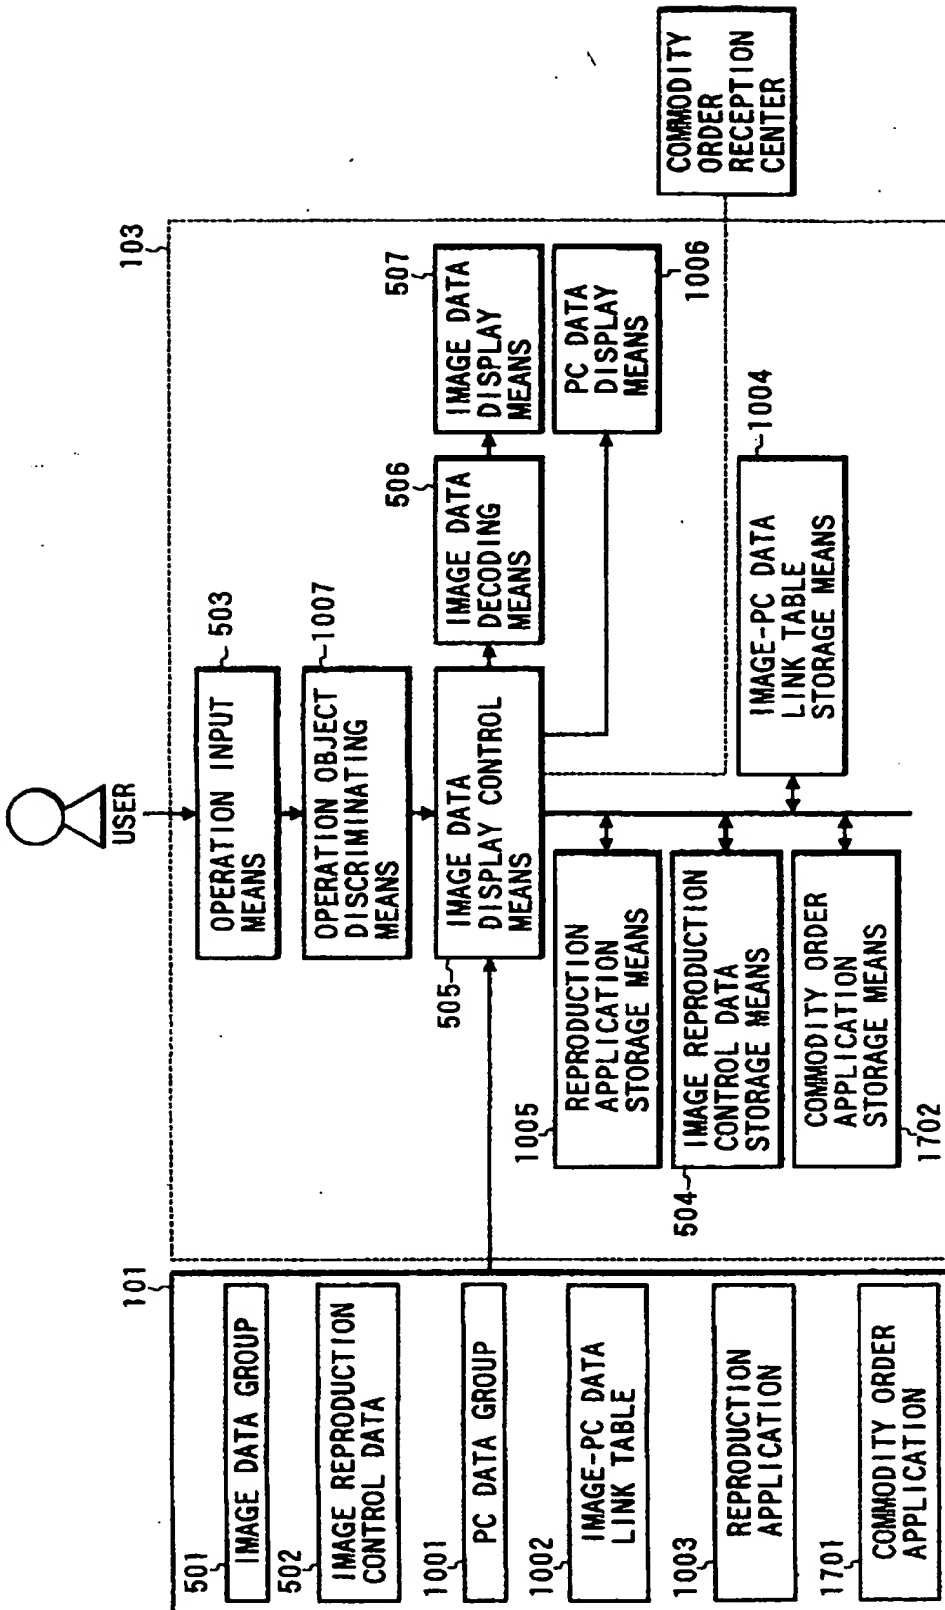 101
501
IMAGE DATA GROUP
502
IMAGE REPRODUCTION
CONTROL DATA
1001
PC DATA GROUP
1002
IMAGE-PC DATA
LINK TABLE
1003
REPRODUCTION
APPLICATION
1701
COMMODITY ORDER
APPLICATION
USER
103
503
OPERATION INPUT
MEANS
1007
OPERATION OBJECT
DISCRIMINATING
MEANS
505
IMAGE DATA
DISPLAY CONTROL
MEANS
506
IMAGE DATA
DECODING
MEANS
507
IMAGE DATA
DISPLAY
MEANS
PC DATA
DISPLAY
MEANS
1006
1005
REPRODUCTION
APPLICATION
STORAGE MEANS
504
IMAGE REPRODUCTION
CONTROL DATA
STORAGE MEANS
COMMODITY ORDER
APPLICATION
STORAGE MEANS
1702
1004
IMAGE-PC DATA
LINK TABLE
STORAGE MEANS
COMMODITY
ORDER
RECEPTION
CENTER